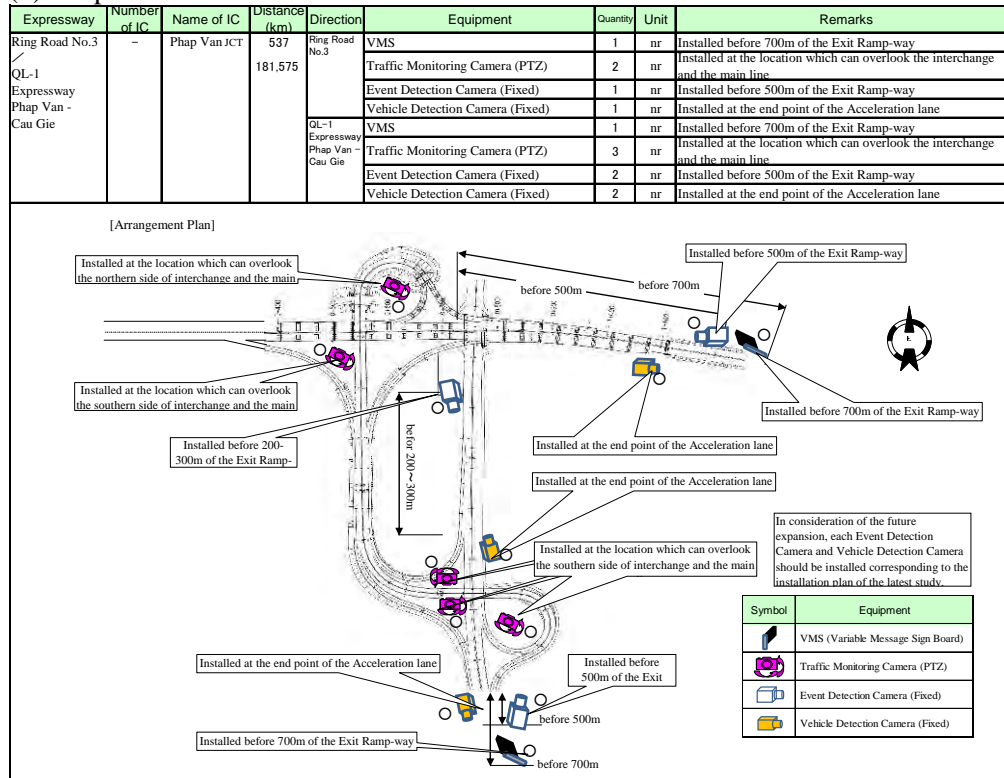 Expressway
Number of IC
Name of IC
Distance (km)
Direction
Equipment
Quantity
Unit
Remarks
Ring Road No.3
／
QL-1
Expressway
Phap Van -
Cau Gie
－
Phap Van JCT
537
181,575
Ring Road
No.3
VMS
1
nr
Installed before 700m of the Exit Ramp-way
Traffic Monitoring Camera (PTZ)
2
nr
Installed at the location which can overlook the interchange
and the main line
Event Detection Camera (Fixed)
1
nr
Installed before 500m of the Exit Ramp-way
Vehicle Detection Camera (Fixed)
1
nr
Installed at the end point of the Acceleration lane
QL-1
Expressway
Phap Van －
Cau Gie
VMS
1
nr
Installed before 700m of the Exit Ramp-way
Traffic Monitoring Camera (PTZ)
3
nr
Installed at the location which can overlook the interchange
and the main line
Event Detection Camera (Fixed)
2
nr
Installed before 500m of the Exit Ramp-way
Vehicle Detection Camera (Fixed)
2
nr
Installed at the end point of the Acceleration lane
[Arrangement Plan]
Installed at the location which can overlook
the northern side of interchange and the main
Installed before 500m of the Exit Ramp-way
before 500m
before 700m
Installed at the location which can overlook
the southern side of interchange and the main
Installed before 700m of the Exit Ramp-way
Installed before 200-
300m of the Exit Ramp-
befor 200～300m
Installed at the end point of the Acceleration lane
Installed at the end point of the Acceleration lane
Installed at the location which can overlook
the southern side of interchange and the main
In consideration of the future
expansion, each Event Detection
Camera and Vehicle Detection Camera
should be installed corresponding to the
installation plan of the latest study.
Symbol
Equipment
VMS (Variable Message Sign Board)
Traffic Monitoring Camera (PTZ)
Event Detection Camera (Fixed)
Vehicle Detection Camera (Fixed)
Installed at the end point of the Acceleration lane
Installed before
500m of the Exit
before 500m
Installed before 700m of the Exit Ramp-way
before 700m